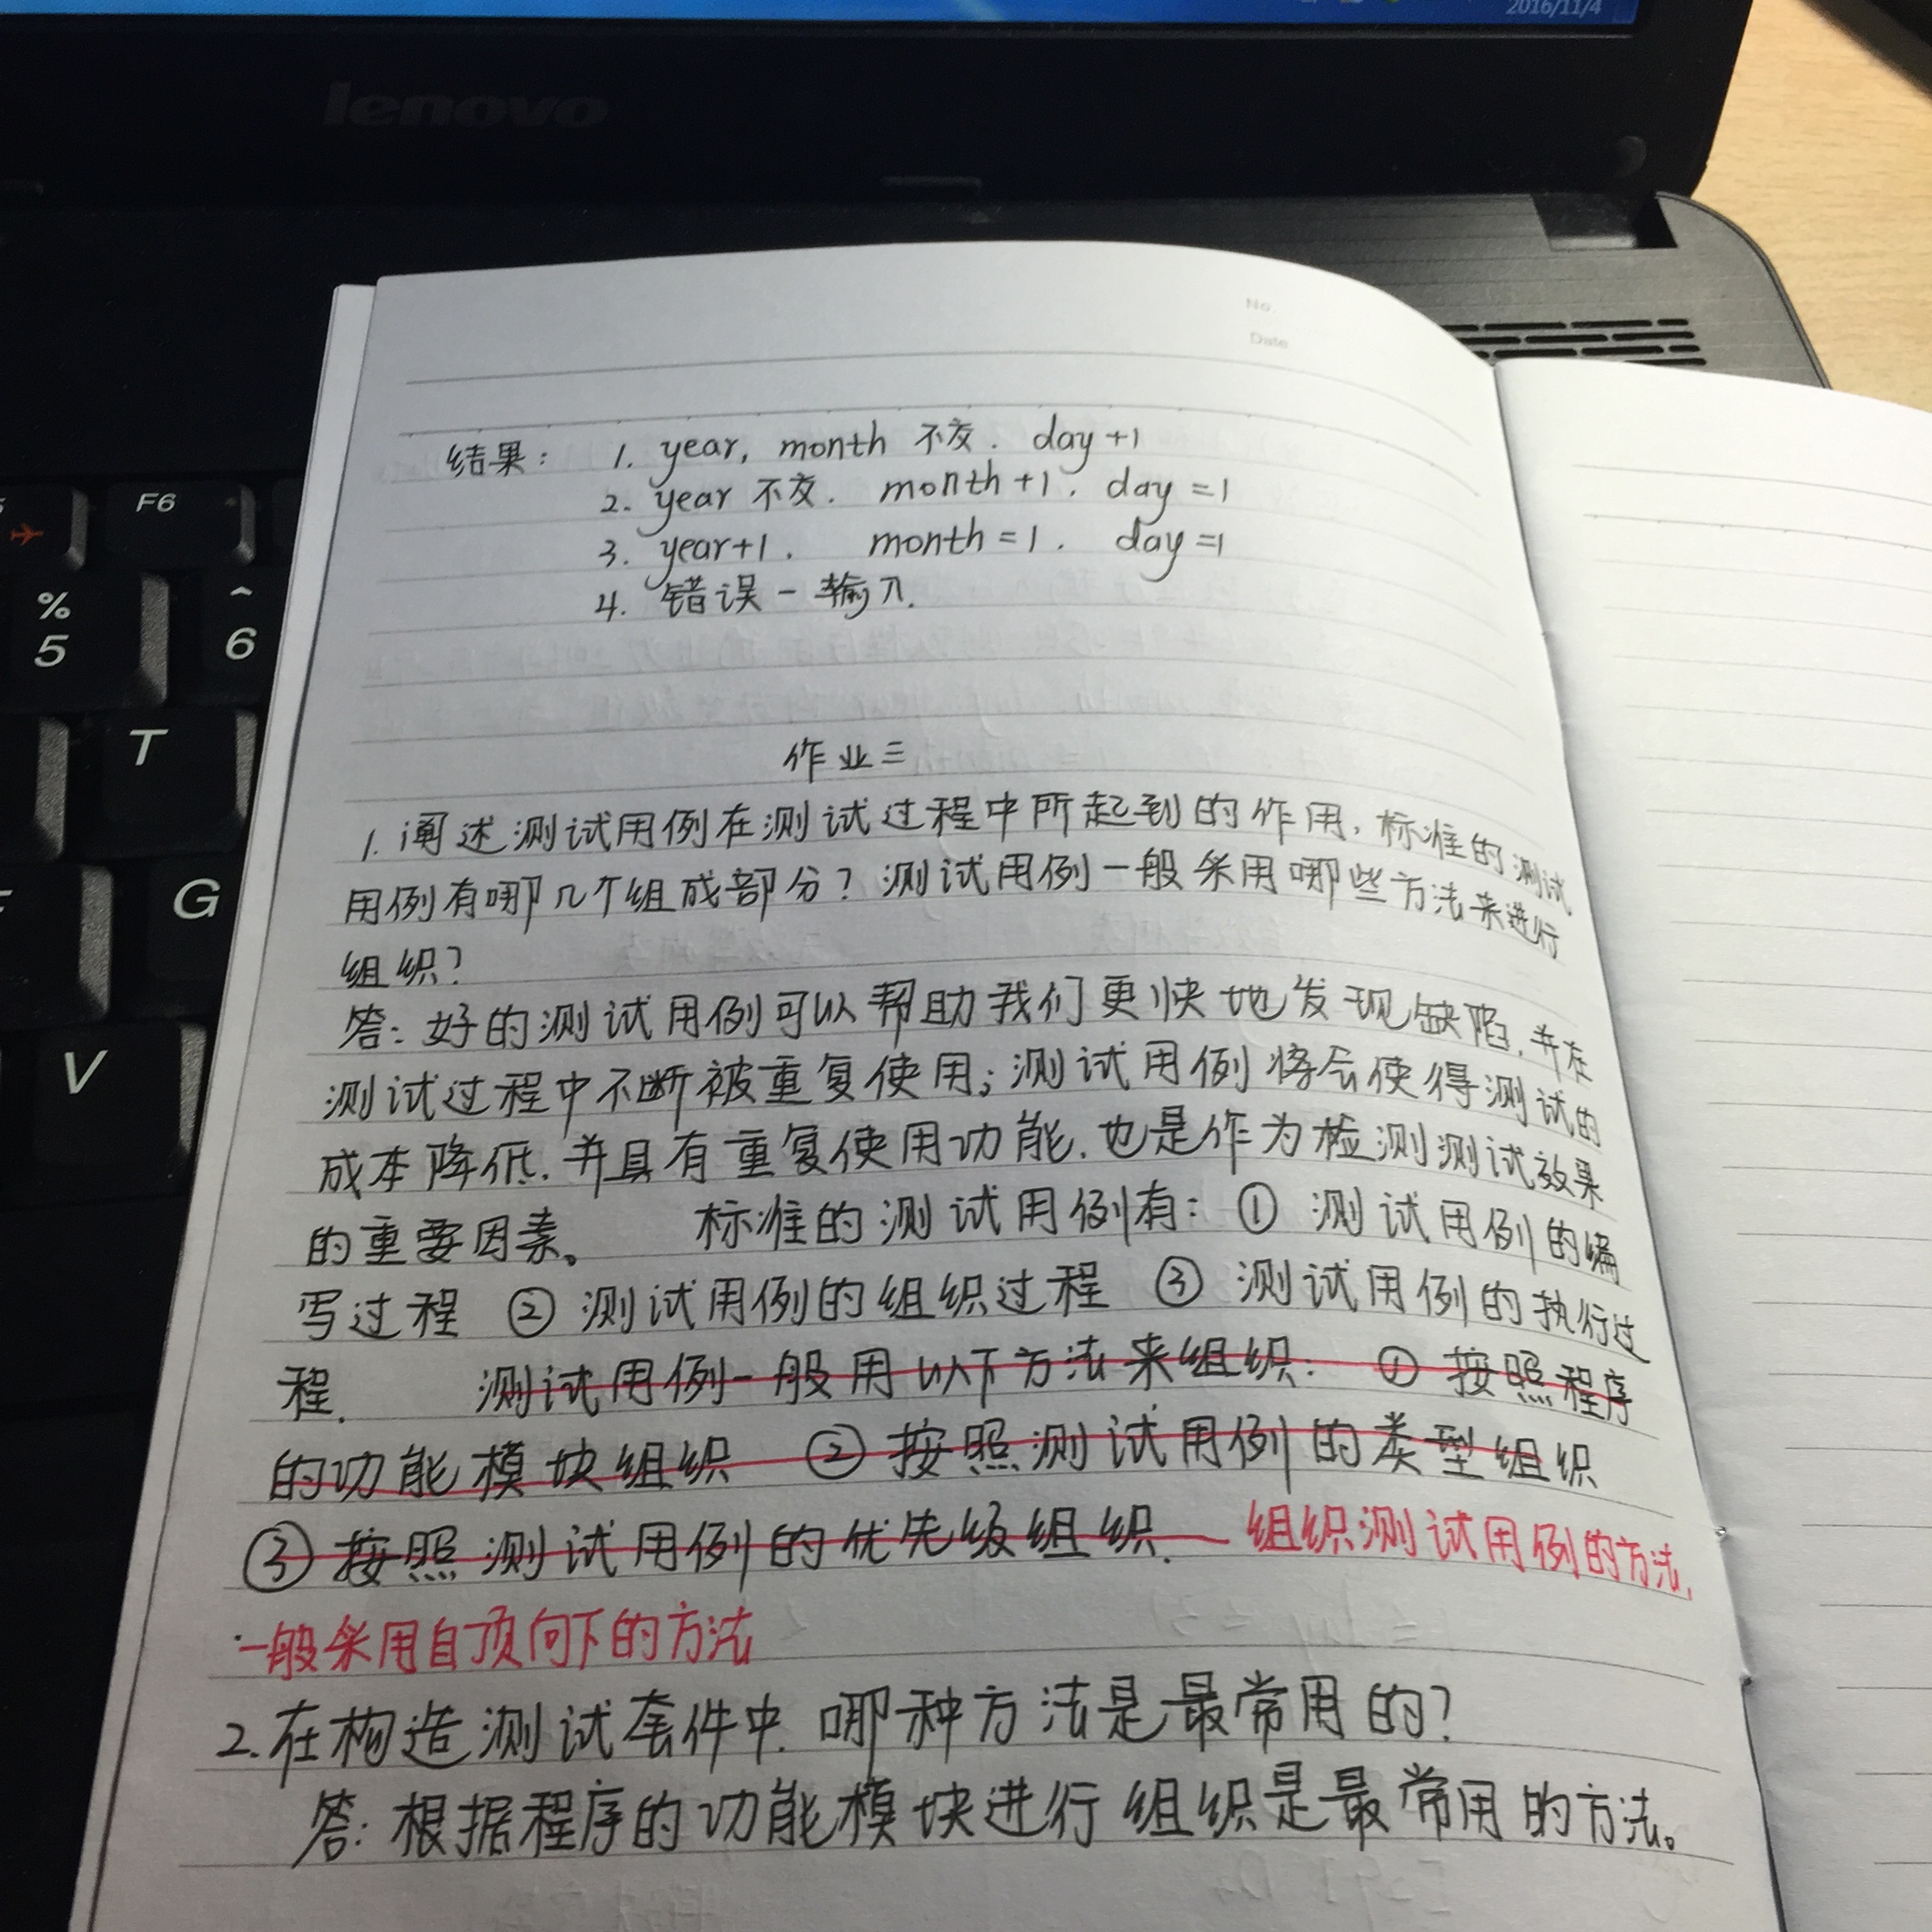 2016/11/4
lenovo
No.
Date
F6
%
5
^
6
T
G
V
结果: 1. year, month 不变. day+1
2. year 不变. month+1. day=1
3. year+1. month=1. day=1
4. 错误-输入.
作业三
1. 阐述测试用例在测试过程中所起到的作用,标准的测试
用例有哪几个组成部分?测试用例一般采用哪些方法来进行
组织?
答:好的测试用例可以帮助我们更快地发现缺陷,并在
测试过程中不断被重复使用;测试用例将会使得测试的
成本降低,并具有重复使用功能,也是作为检测测试效果
的重要因素。 标准的测试用例有:① 测试用例的编
写过程 ② 测试用例的组织过程 ③ 测试用例的执行过
程. 测试用例一般用以下方法来组织: ① 按照程序
的功能模块组织 ② 按照测试用例的类型组织
③ 按照测试用例的优先级组织. 组织测试用例的方法,
一般采用自顶向下的方法
2. 在构造测试套件中,哪种方法是最常用的?
答:根据程序的功能模块进行组织是最常用的方法。